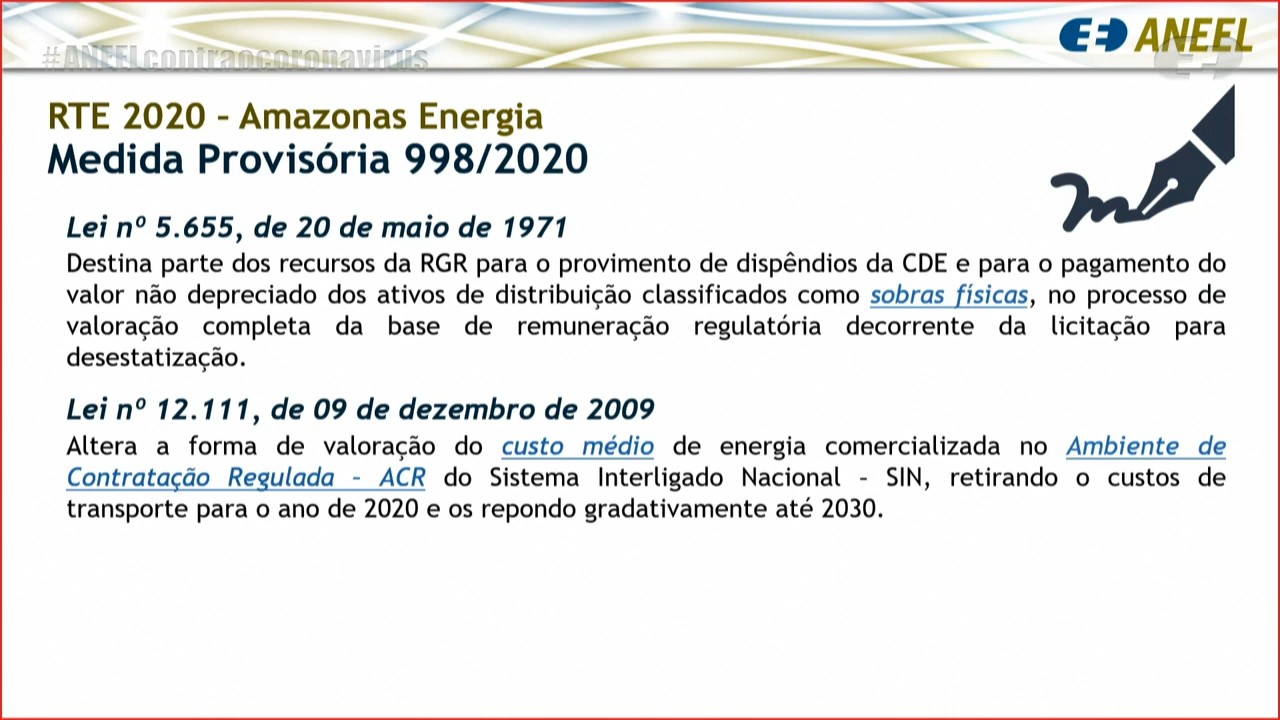 #ANEELcontraocoronavirus
ANEEL
RTE 2020 – Amazonas Energia
Medida Provisória 998/2020
Lei nº 5.655, de 20 de maio de 1971
Destina parte dos recursos da RGR para o provimento de dispêndios da CDE e para o pagamento do
valor não depreciado dos ativos de distribuição classificados como sobras físicas, no processo de
valoração completa da base de remuneração regulatória decorrente da licitação para
desestatização.
Lei nº 12.111, de 09 de dezembro de 2009
Altera a forma de valoração do custo médio de energia comercializada no Ambiente de
Contratação Regulada – ACR do Sistema Interligado Nacional – SIN, retirando o custos de
transporte para o ano de 2020 e os repondo gradativamente até 2030.